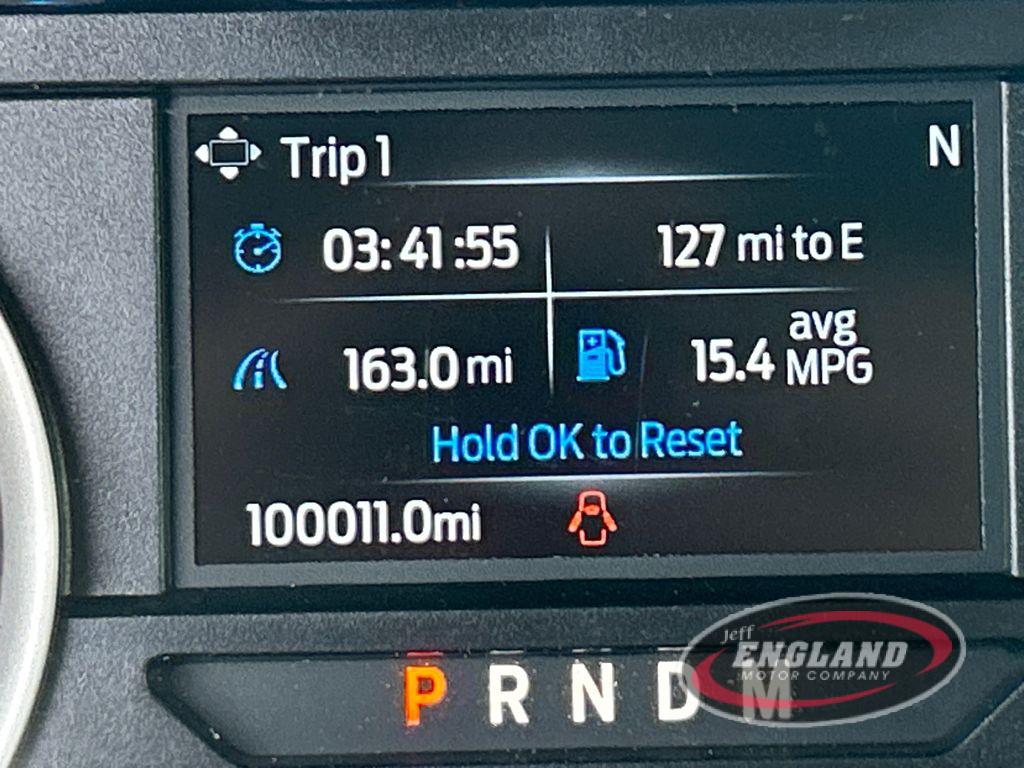 Trip 1 N
03:41:55 127 mi to E
163.0 mi 15.4 avg MPG
Hold OK to Reset
100011.0mi
P R N D M
Jeff
ENGLAND
MOTOR COMPANY